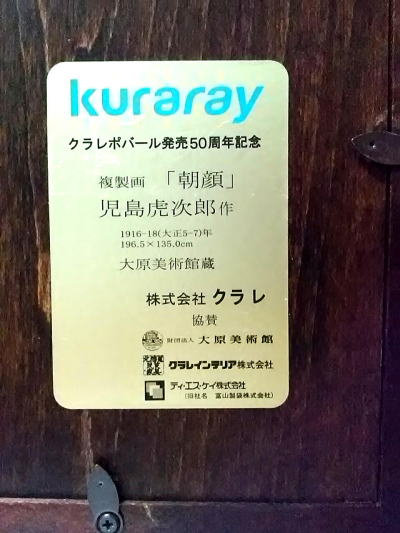 kuraray
クラレポバール発売50周年記念
複製画 「朝顔」
児島虎次郎作
1916-18(大正5-7)年
196.5×135.0cm
大原美術館蔵
株式会社 クラレ
協賛
財団法人 大原美術館
クラレインテリア株式会社
ディ・エス・ケイ株式会社
(旧社名 富山製袋株式会社)